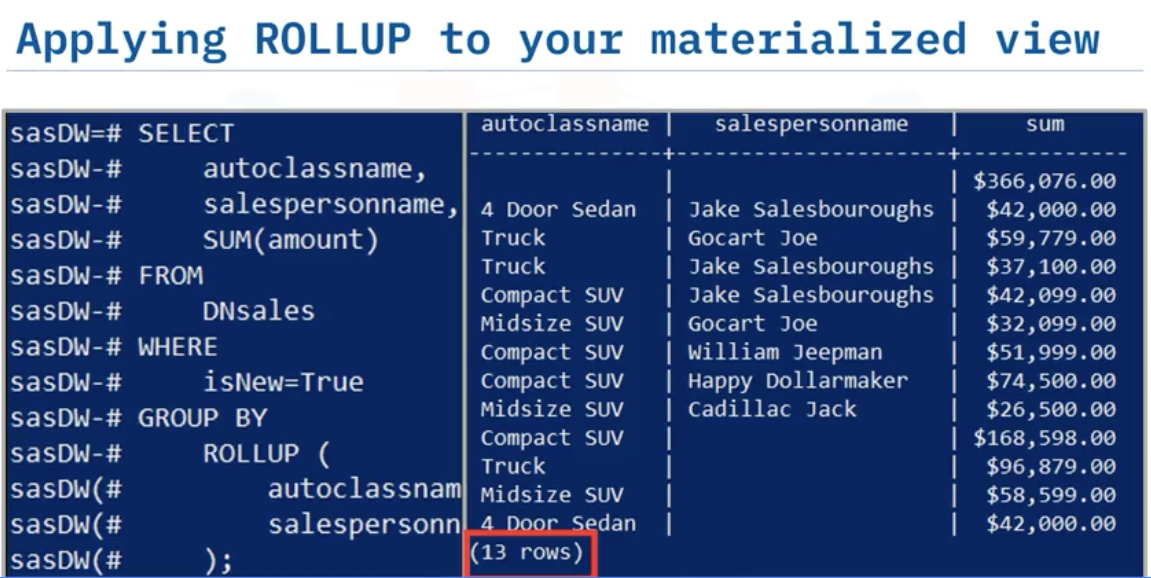 Applying ROLLUP to your materialized view
sasDW=# SELECT
sasDW-# autoclassname,
sasDW-# salespersonname,
sasDW-# SUM(amount)
sasDW-# FROM
sasDW-# DNsales
sasDW-# WHERE
sasDW-# isNew=True
sasDW-# GROUP BY
sasDW-# ROLLUP (
sasDW(# autoclassnam
sasDW(# salespersonn
sasDW(# );
autoclassname | salespersonname | sum
---------------+--------------------+-------------
| | $366,076.00
4 Door Sedan | Jake Salesbouroughs | $42,000.00
Truck | Gocart Joe | $59,779.00
Truck | Jake Salesbouroughs | $37,100.00
Compact SUV | Jake Salesbouroughs | $42,099.00
Midsize SUV | Gocart Joe | $32,099.00
Compact SUV | William Jeepman | $51,999.00
Compact SUV | Happy Dollarmaker | $74,500.00
Midsize SUV | Cadillac Jack | $26,500.00
Compact SUV | | $168,598.00
Truck | | $96,879.00
Midsize SUV | | $58,599.00
4 Door Sedan | | $42,000.00
(13 rows)